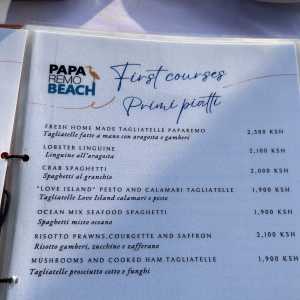 PAPA
REMO
BEACH
First courses
Primi piatti
FRESH HOME MADE TAGLIATELLE PAPAREMO 2,500 KSH
Tagliatelle fatte a mano con aragosta e gamberi
LOBSTER LINGUINE 2,100 KSH
Linguine all'aragosta
CRAB SPAGHETTI 2,000 KSH
Spaghetti al granchio
"LOVE ISLAND" PESTO AND CALAMARI TAGLIATELLE 1,900 KSH
Tagliatelle Love Island calamari e pesto
OCEAN MIX SEAFOOD SPAGHETTI 1,900 KSH
Spaghetti misto oceano
RISOTTO PRAWNS,COURGETTE AND SAFFRON 2,100 KSH
Risotto gamberi, zucchine e zafferano
MUSHROOMS AND COOKED HAM TAGLIATELLE 1,900 KSH
Tagliatelle prosciutto cotto e funghi